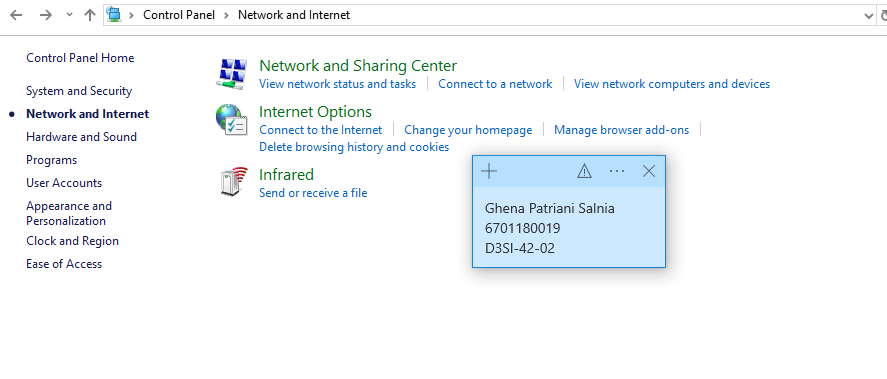 Control Panel Network and Internet
Control Panel Home
System and Security
Network and Internet
Hardware and Sound
Programs
User Accounts
Appearance and
Personalization
Clock and Region
Ease of Access
Network and Sharing Center
View network status and tasks Connect to a network View network computers and devices
Internet Options
Connect to the Internet Change your homepage Manage browser add-ons
Delete browsing history and cookies
Infrared
Send or receive a file
Ghena Patriani Salnia
6701180019
D3SI-42-02